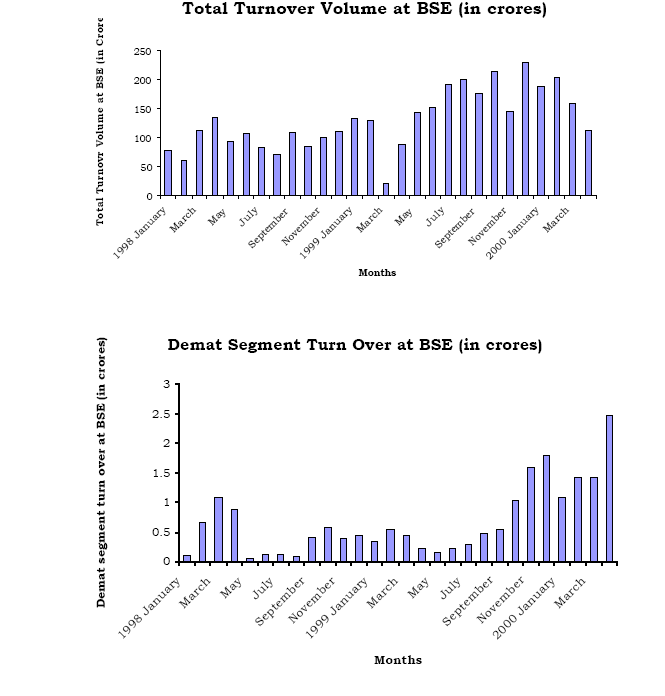 Total Turnover Volume at BSE (in crores)
Total Turnovr Volume at BSE (in Crore
250
200
150
100
50
0
1998 January
March
May
July
September
November
1999 January
March
May
July
September
November
2000 January
March
Months
Demat Segment Turn Over at BSE (in crores)
Demat segment turn over at BSE (in crores)
3
2.5
2
1.5
1
0.5
0
1998 January
March
May
July
September
November
1999 January
March
May
July
September
November
2000 January
March
Months